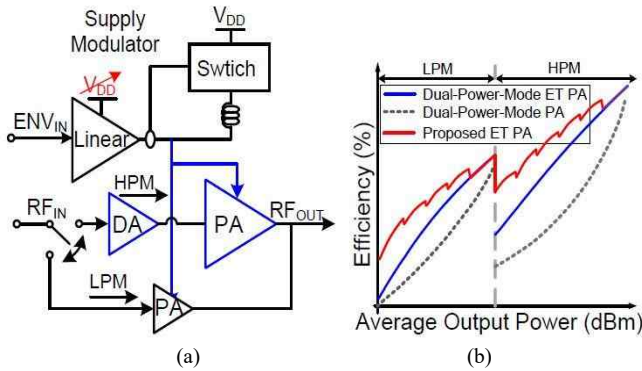 Supply
Modulator
VDD
Swtich
VDD
ENVIN
Linear
HPM
RFIN
DA
PA
RFOUT
LPM
PA
(a)
LPM
HPM
Dual-Power-Mode ET PA
Dual-Power-Mode PA
Proposed ET PA
Efficiency (%)
Average Output Power (dBm)
(b)